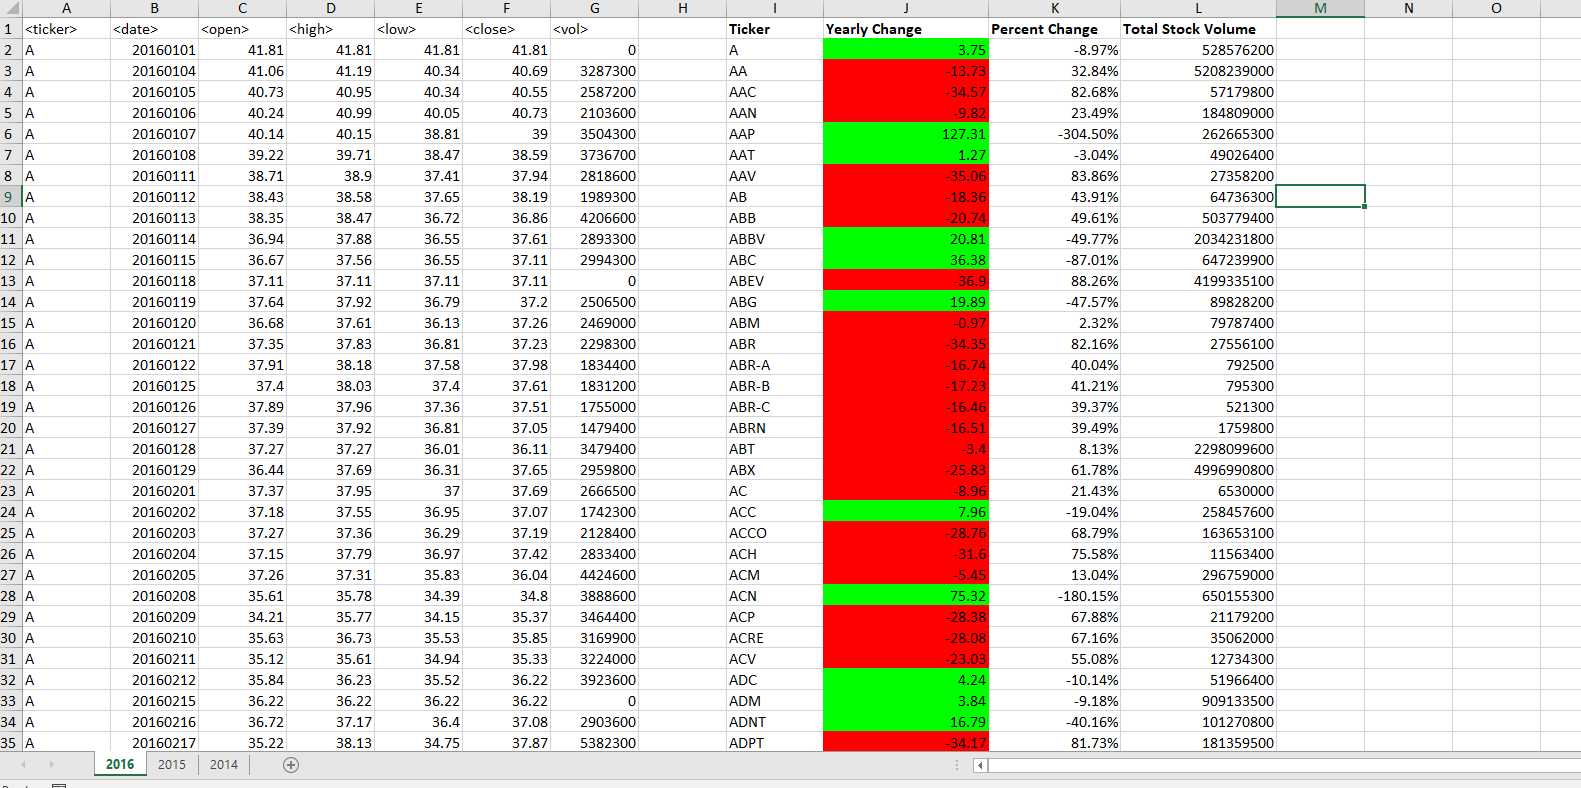 A B C D E F G H I J K L M N O
1 <ticker> <date> <open> <high> <low> <close> <vol> Ticker Yearly Change Percent Change Total Stock Volume
2 A 20160101 41.81 41.81 41.81 41.81 0 A 3.75 -8.97% 528576200
3 A 20160104 41.06 41.19 40.34 40.69 3287300 AA -13.73 32.84% 5208239000
4 A 20160105 40.73 40.95 40.34 40.55 2587200 AAC -34.57 82.68% 57179800
5 A 20160106 40.24 40.99 40.05 40.73 2103600 AAN -9.82 23.49% 184809000
6 A 20160107 40.14 40.15 38.81 39 3504300 AAP 127.31 -304.50% 262665300
7 A 20160108 39.22 39.71 38.47 38.59 3736700 AAT 1.27 -3.04% 49026400
8 A 20160111 38.71 38.9 37.41 37.94 2818600 AAV -35.06 83.86% 27358200
9 A 20160112 38.43 38.58 37.65 38.19 1989300 AB -18.36 43.91% 64736300
10 A 20160113 38.35 38.47 36.72 36.86 4206600 ABB -20.74 49.61% 503779400
11 A 20160114 36.94 37.88 36.55 37.61 2893300 ABBV 20.81 -49.77% 2034231800
12 A 20160115 36.67 37.56 36.55 37.11 2994300 ABC 36.38 -87.01% 647239900
13 A 20160118 37.11 37.11 37.11 37.11 0 ABEV -36.9 88.26% 4199335100
14 A 20160119 37.64 37.92 36.79 37.2 2506500 ABG 19.89 -47.57% 89828200
15 A 20160120 36.68 37.61 36.13 37.26 2469000 ABM -0.97 2.32% 79787400
16 A 20160121 37.35 37.83 36.81 37.23 2298300 ABR -34.35 82.16% 27556100
17 A 20160122 37.91 38.18 37.58 37.98 1834400 ABR-A -16.74 40.04% 792500
18 A 20160125 37.4 38.03 37.4 37.61 1831200 ABR-B -17.23 41.21% 795300
19 A 20160126 37.89 37.96 37.36 37.51 1755000 ABR-C -16.46 39.37% 521300
20 A 20160127 37.39 37.92 36.81 37.05 1479400 ABRN -16.51 39.49% 1759800
21 A 20160128 37.27 37.27 36.01 36.11 3479400 ABT -3.4 8.13% 2298099600
22 A 20160129 36.44 37.69 36.31 37.65 2959800 ABX -25.83 61.78% 4996990800
23 A 20160201 37.37 37.95 37 37.69 2666500 AC -8.96 21.43% 6530000
24 A 20160202 37.18 37.55 36.95 37.07 1742300 ACC 7.96 -19.04% 258457600
25 A 20160203 37.27 37.36 36.29 37.19 2128400 ACCO -28.76 68.79% 163653100
26 A 20160204 37.15 37.79 36.97 37.42 2833400 ACH -31.6 75.58% 11563400
27 A 20160205 37.26 37.31 35.83 36.04 4424600 ACM -5.45 13.04% 296759000
28 A 20160208 35.61 35.78 34.39 34.8 3888600 ACN 75.32 -180.15% 650155300
29 A 20160209 34.21 35.77 34.15 35.37 3464400 ACP -28.38 67.88% 21179200
30 A 20160210 35.63 36.73 35.53 35.85 3169900 ACRE -28.08 67.16% 35062000
31 A 20160211 35.12 35.61 34.94 35.33 3224000 ACV -23.03 55.08% 12734300
32 A 20160212 35.84 36.23 35.52 36.22 3923600 ADC 4.24 -10.14% 51966400
33 A 20160215 36.22 36.22 36.22 36.22 0 ADM 3.84 -9.18% 909133500
34 A 20160216 36.72 37.17 36.4 37.08 2903600 ADNT 16.79 -40.16% 101270800
35 A 20160217 35.22 38.13 34.75 37.87 5382300 ADPT -34.17 81.73% 181359500
2016 2015 2014